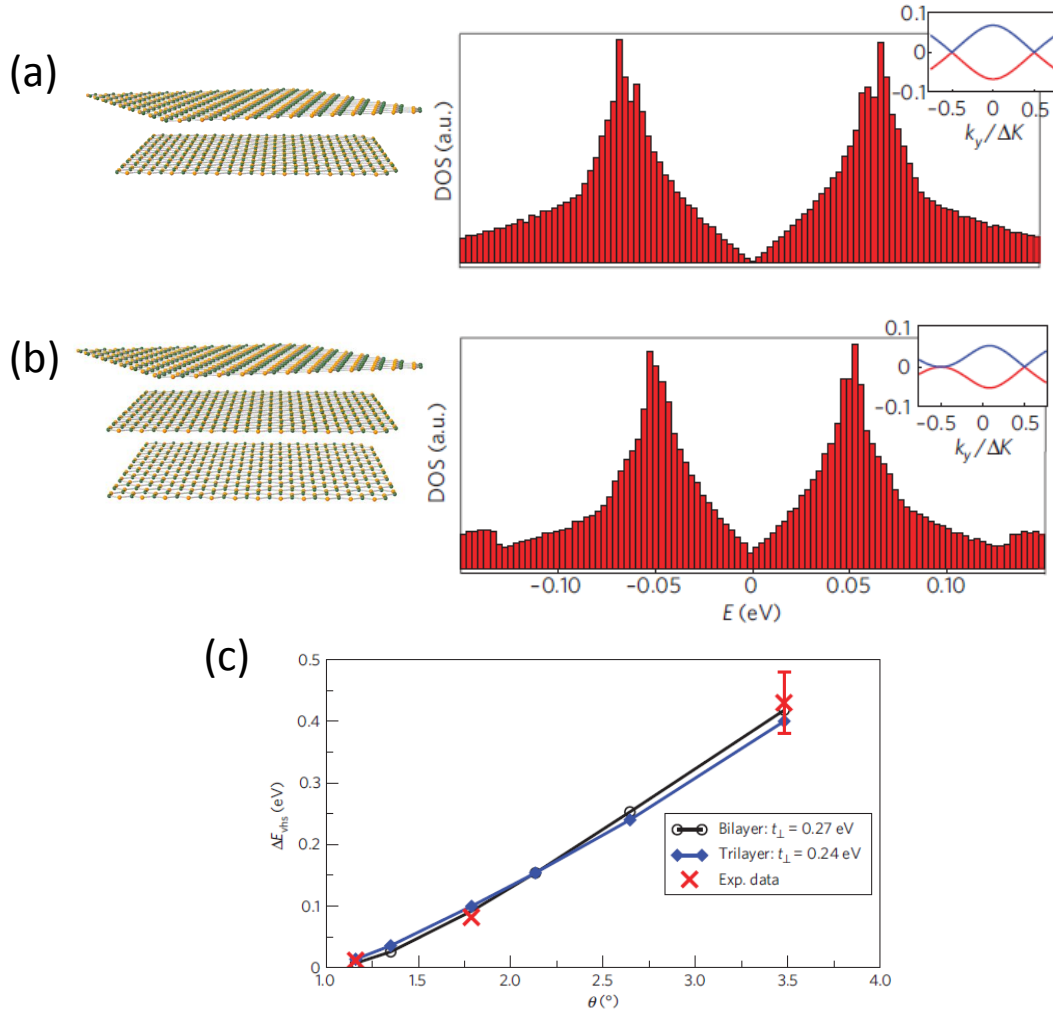 (a)
DOS (a.u.)
0.1
0
−0.1
−0.5 0 0.5
k_y/ΔK
(b)
DOS (a.u.)
0.1
0
−0.1
−0.5 0 0.5
k_y/ΔK
−0.10 −0.05 0 0.05 0.10
E (eV)
(c)
ΔE_vhs (eV)
0.5
0.4
0.3
0.2
0.1
0
Bilayer: t⊥ = 0.27 eV
Trilayer: t⊥ = 0.24 eV
Exp. data
1.0 1.5 2.0 2.5 3.0 3.5 4.0
θ (°)